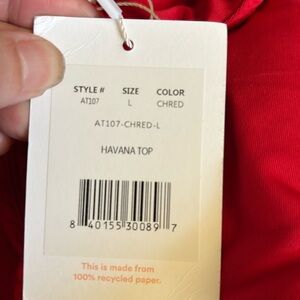 STYLE # SIZE COLOR
AT107 L CHRED
AT107-CHRED-L
HAVANA TOP
8 40155 30089 7
This is made from
100% recycled paper.